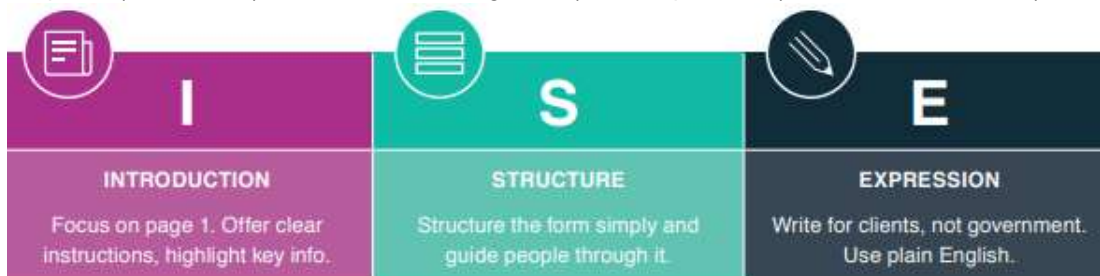 I
INTRODUCTION
Focus on page 1. Offer clear
instructions, highlight key info.
S
STRUCTURE
Structure the form simply and
guide people through it.
E
EXPRESSION
Write for clients, not government.
Use plain English.